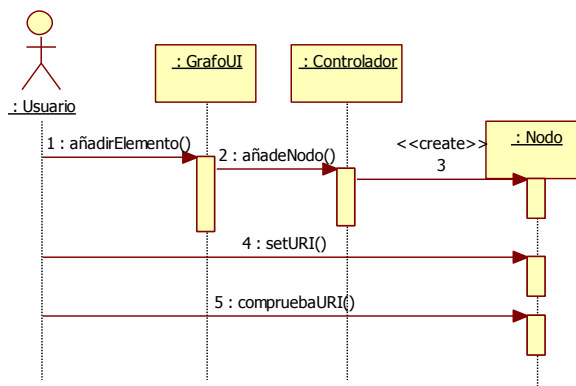 : GrafoUI
: Controlador
: Usuario
: Nodo
1 : añadirElemento()
2 : añadeNodo()
<<create>>
3
4 : setURI()
5 : compruebaURI()